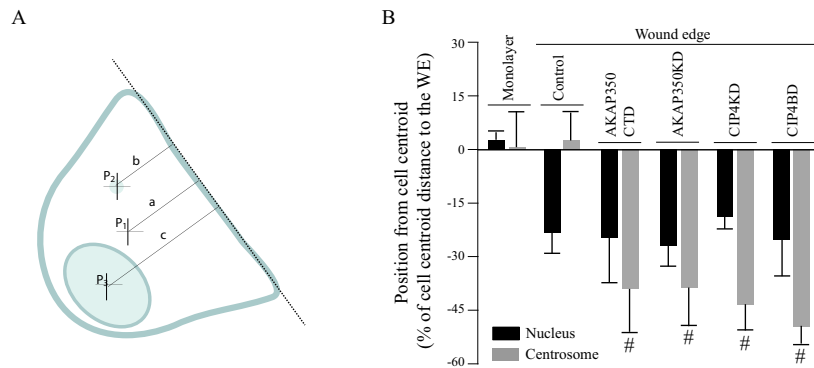 A
b
P2
a
P1
c
P3
B
Wound edge
Monolayer
Control
AKAP350
CTD
AKAP350KD
CIP4KD
CIP4BD
Position from cell centroid
(% of cell centroid distance to the WE)
30
15
0
-15
-30
-45
-60
Nucleus
Centrosome
# # # #